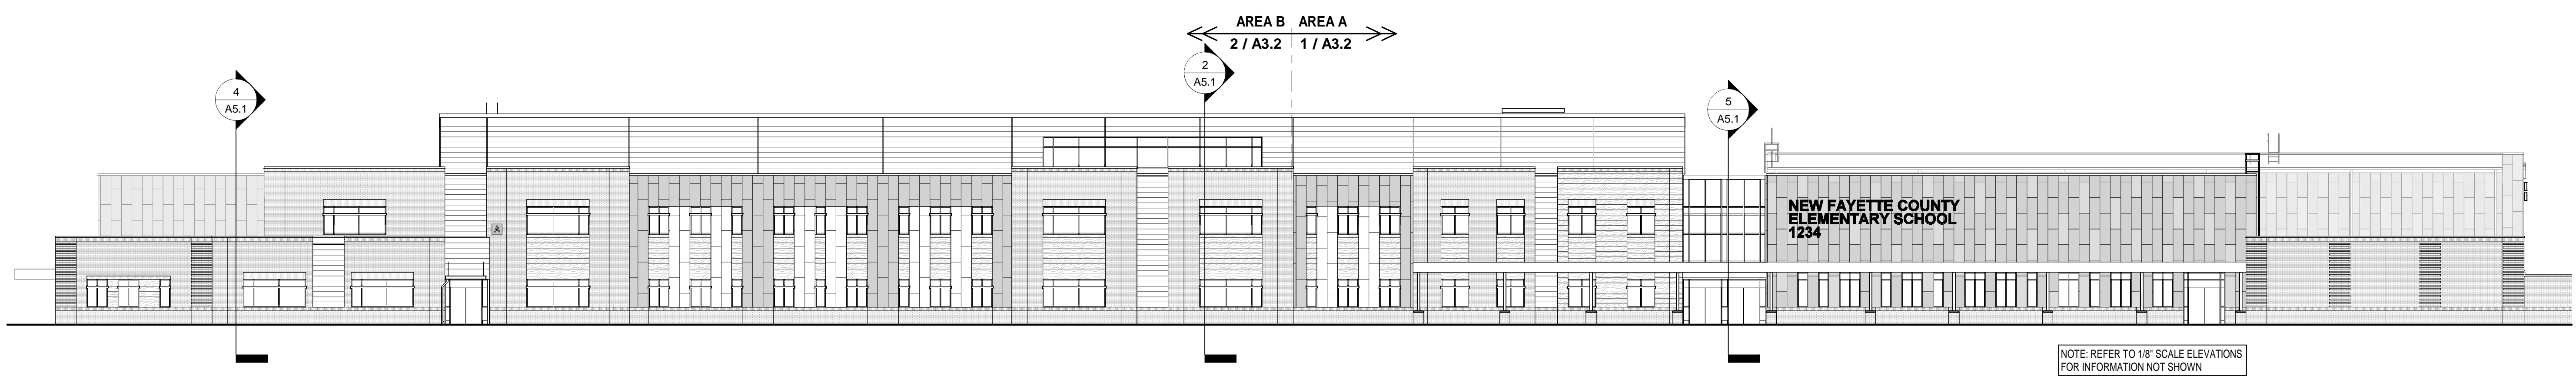 AREA B AREA A
2 / A3.2 1 / A3.2
4
A5.1
2
A5.1
5
A5.1
A
NEW FAYETTE COUNTY
ELEMENTARY SCHOOL
1234
NOTE: REFER TO 1/8" SCALE ELEVATIONS
FOR INFORMATION NOT SHOWN